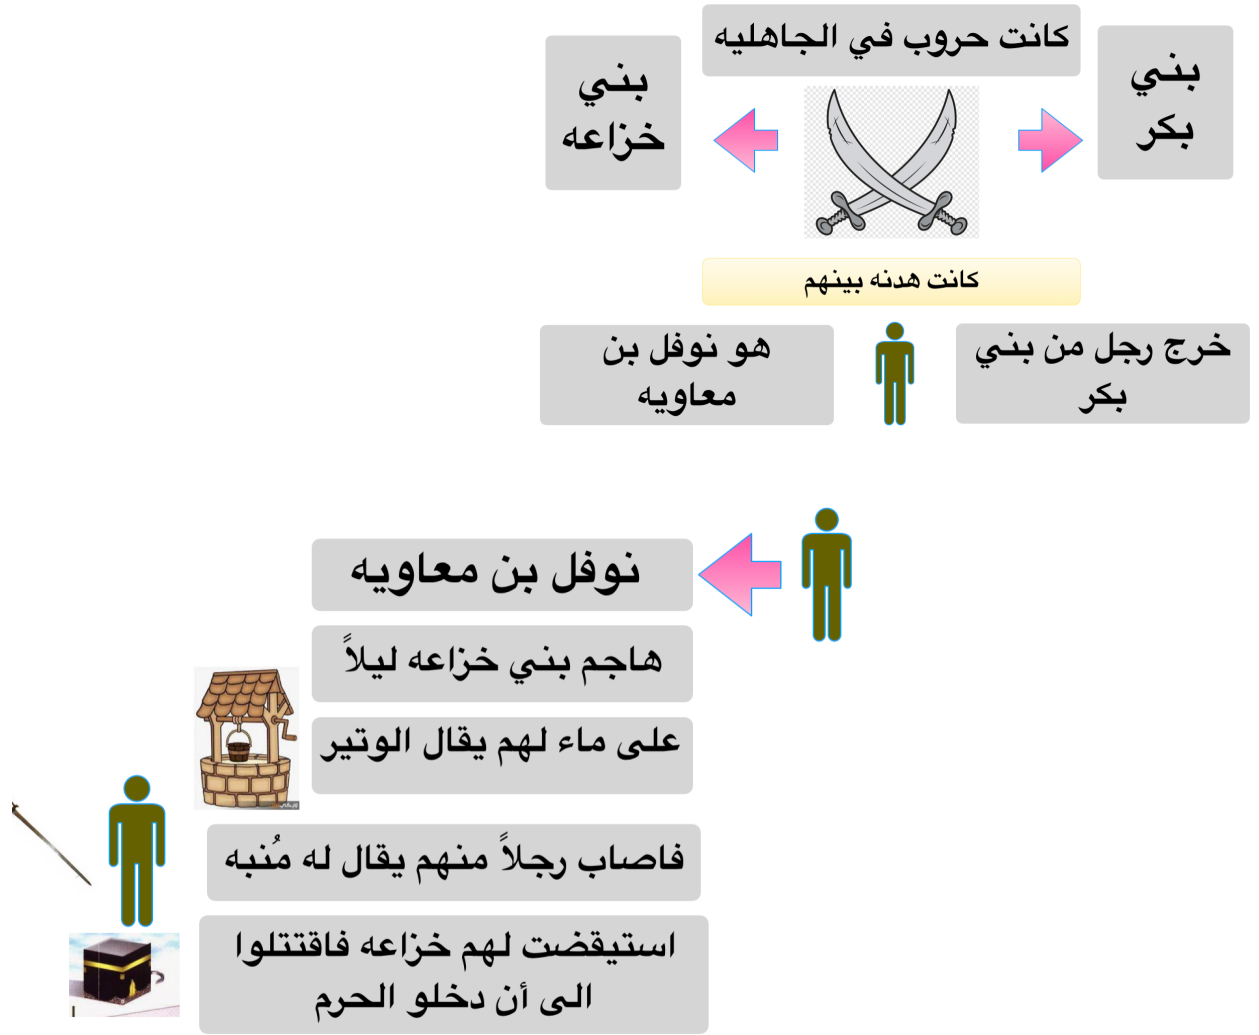 كانت حروب في الجاهليه
بني
بكر
بني
خزاعه
كانت هدنه بينهم
خرج رجل من بني
بكر
هو نوفل بن
معاويه
نوفل بن معاويه
هاجم بني خزاعه ليلاً
على ماء لهم يقال الوتير
فاصاب رجلاً منهم يقال له مُنبه
استيقضت لهم خزاعه فاقتتلوا
الى أن دخلو الحرم